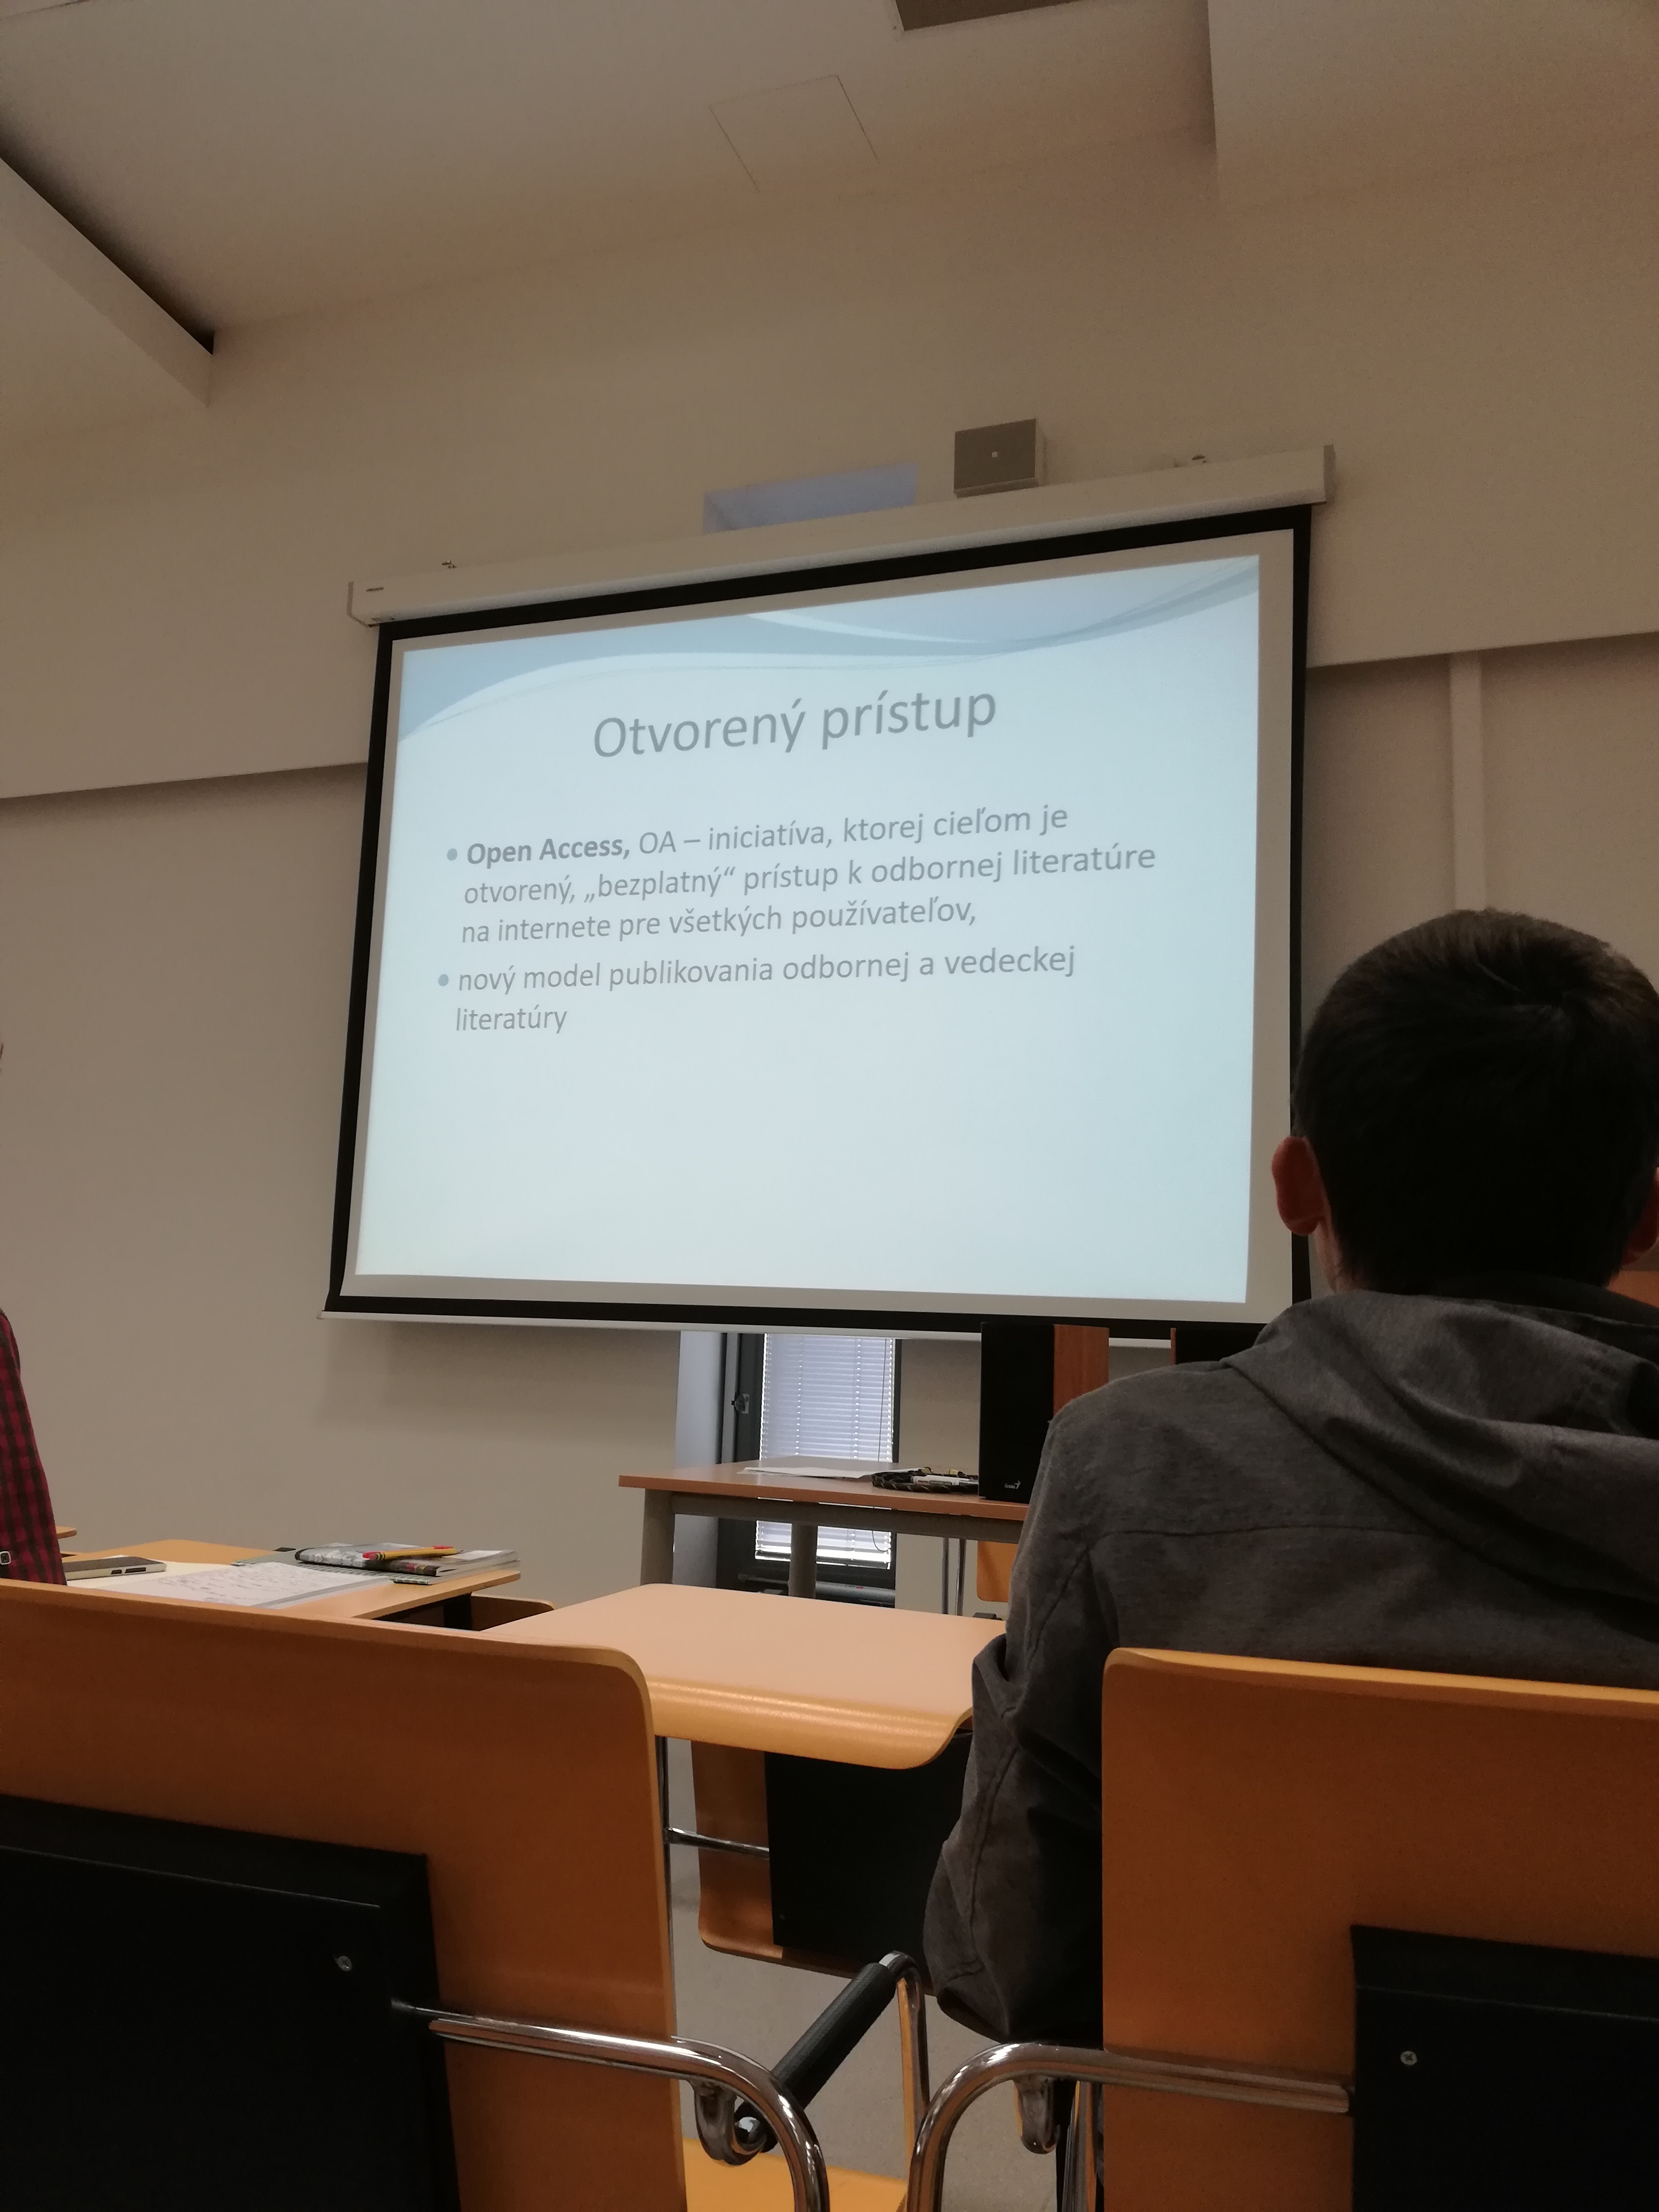 Otvorený prístup
• Open Access, OA – iniciatíva, ktorej cieľom je
otvorený, „bezplatný“ prístup k odbornej literatúre
na internete pre všetkých používateľov,
• nový model publikovania odbornej a vedeckej
literatúry